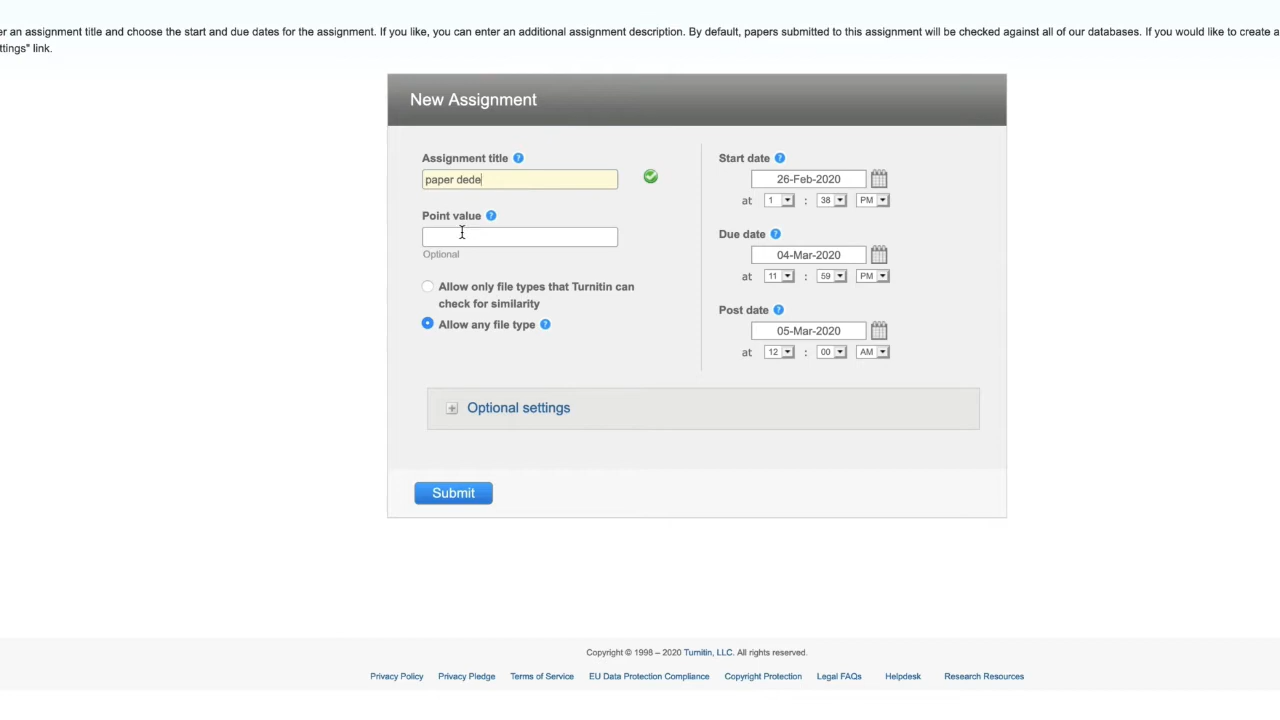 er an assignment title and choose the start and due dates for the assignment. If you like, you can enter an additional assignment description. By default, papers submitted to this assignment will be checked against all of our databases. If you would like to create a
ttings" link.
New Assignment
Assignment title ?
paper dede
Point value ?
Optional
Allow only file types that Turnitin can
check for similarity
Allow any file type ?
Start date ?
26-Feb-2020
at 1 : 38 PM
Due date ?
04-Mar-2020
at 11 : 59 PM
Post date ?
05-Mar-2020
at 12 : 00 AM
Optional settings
Submit
Copyright © 1998 – 2020 Turnitin, LLC. All rights reserved.
Privacy Policy Privacy Pledge Terms of Service EU Data Protection Compliance Copyright Protection Legal FAQs Helpdesk Research Resources